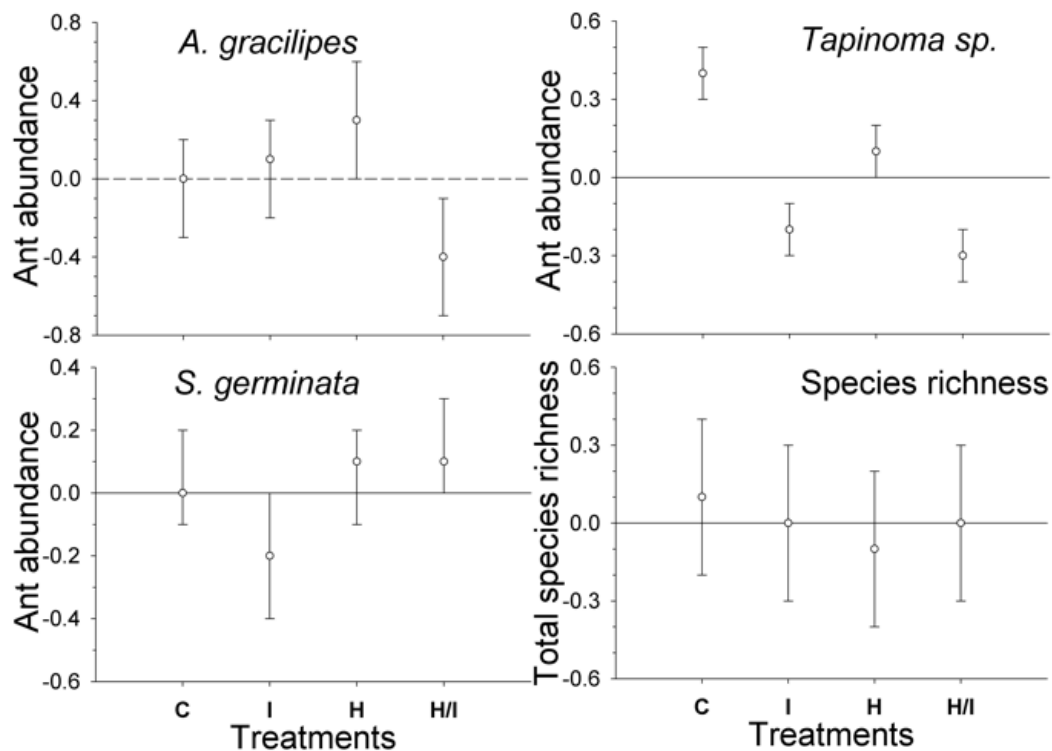 A. gracilipes
Ant abundance
0.8
0.4
0.0
-0.4
-0.8
Tapinoma sp.
Ant abundance
0.6
0.3
0.0
-0.3
-0.6
S. germinata
Ant abundance
0.4
0.2
0.0
-0.2
-0.4
-0.6
C I H H/I
Treatments
Species richness
Total species richness
0.6
0.3
0.0
-0.3
-0.6
C I H H/I
Treatments